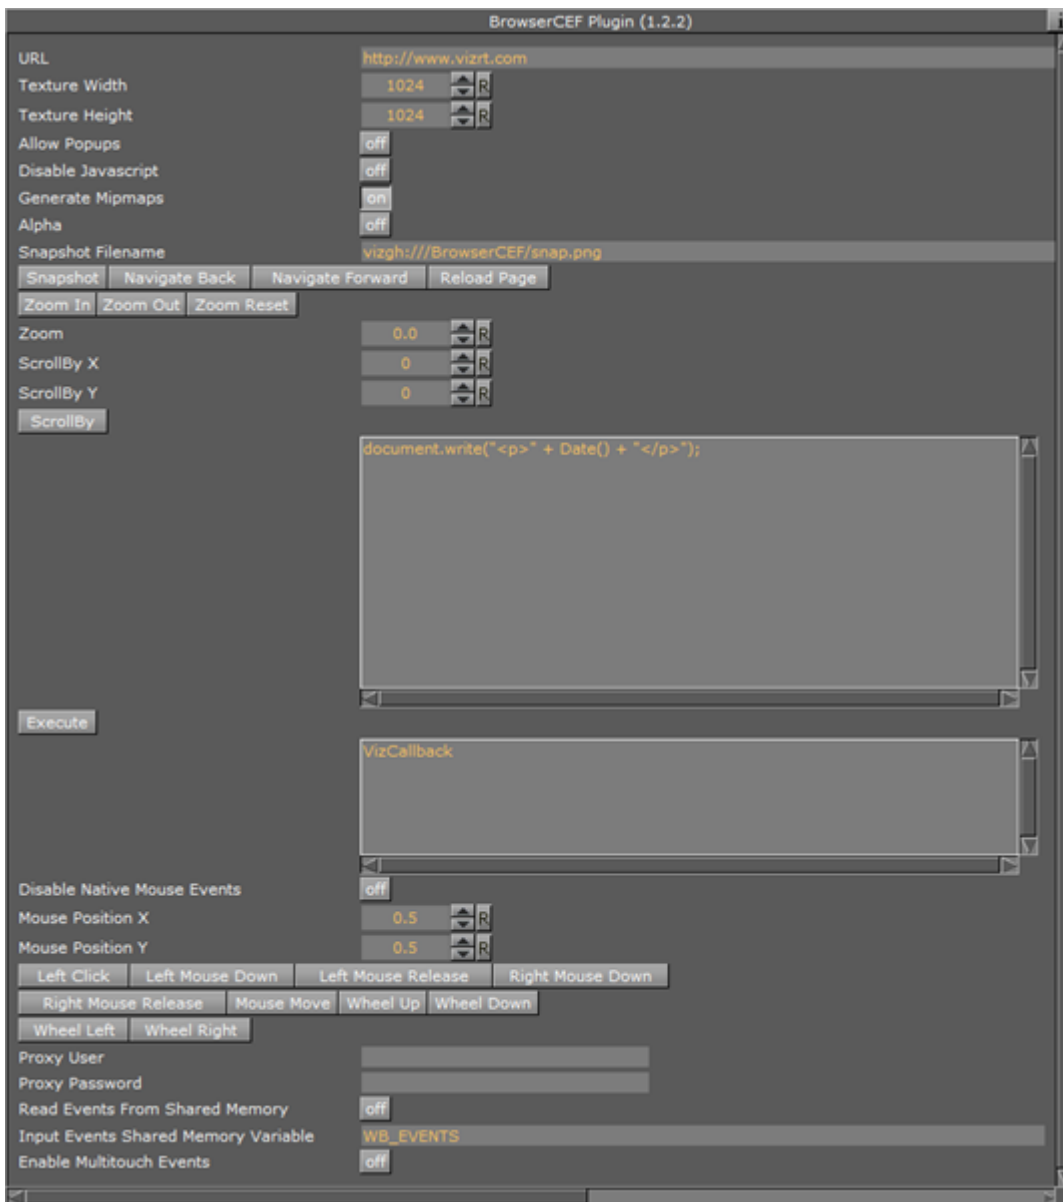 BrowserCEF Plugin (1.2.2)
URL http://www.vizrt.com
Texture Width 1024 R
Texture Height 1024 R
Allow Popups off
Disable Javascript off
Generate Mipmaps on
Alpha off
Snapshot Filename vizgh:///BrowserCEF/snap.png
Snapshot Navigate Back Navigate Forward Reload Page
Zoom In Zoom Out Zoom Reset
Zoom 0.0 R
ScrollBy X 0 R
ScrollBy Y 0 R
ScrollBy
document.write("<p>" + Date() + "</p>");
Execute
VizCallback
Disable Native Mouse Events off
Mouse Position X 0.5 R
Mouse Position Y 0.5 R
Left Click Left Mouse Down Left Mouse Release Right Mouse Down
Right Mouse Release Mouse Move Wheel Up Wheel Down
Wheel Left Wheel Right
Proxy User
Proxy Password
Read Events From Shared Memory off
Input Events Shared Memory Variable WB_EVENTS
Enable Multitouch Events off